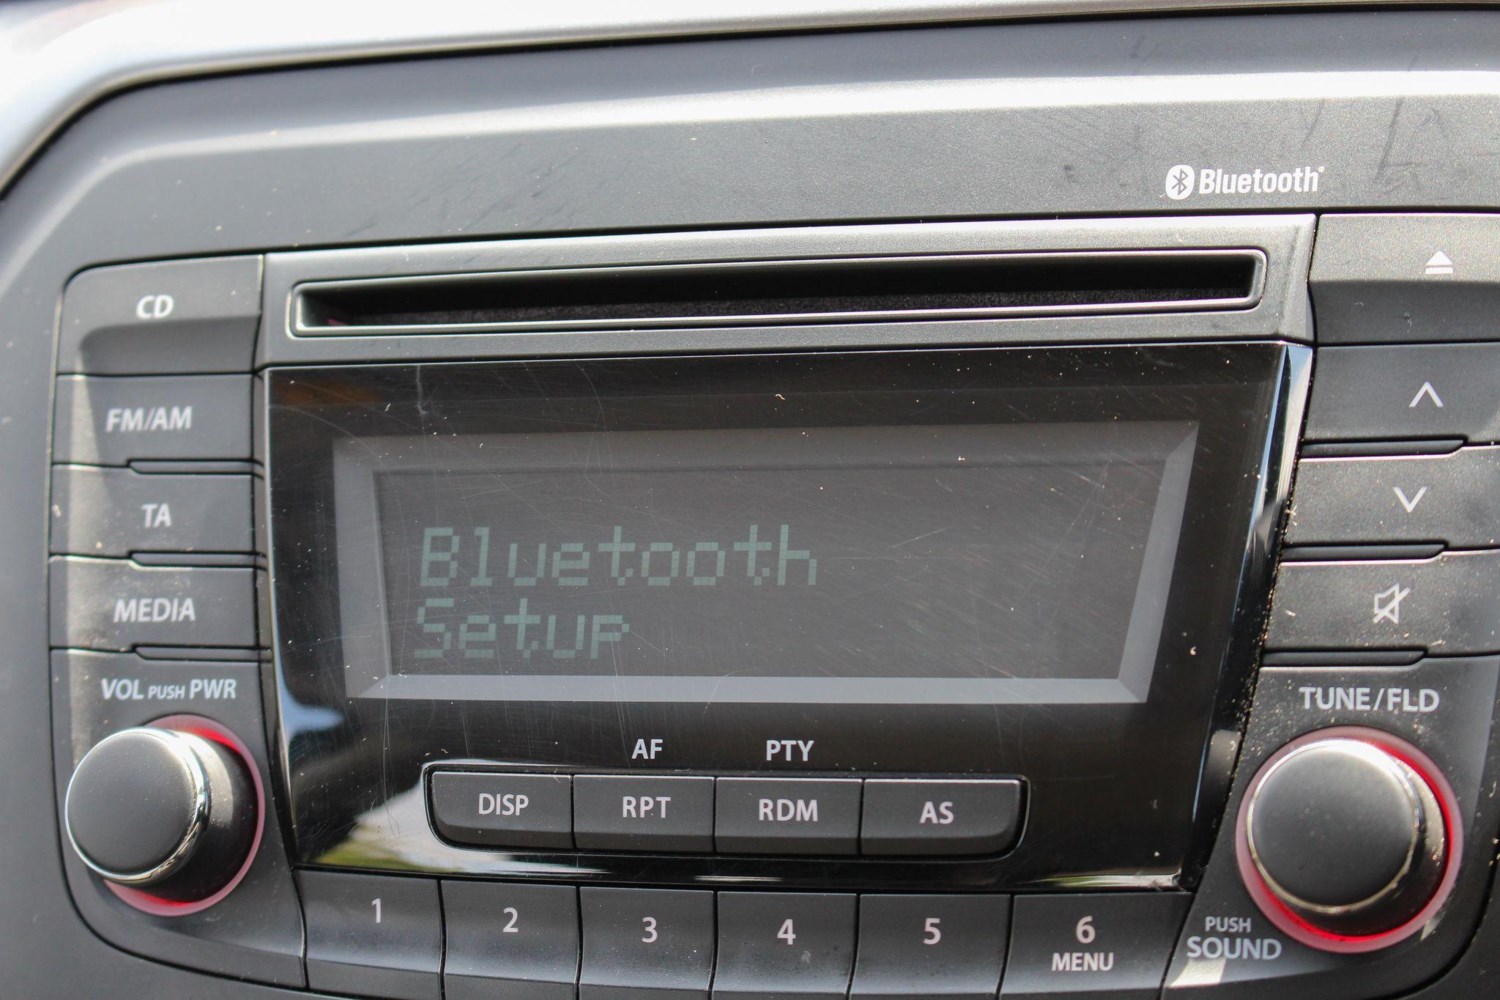 Bluetooth
CD
FM/AM
TA
MEDIA
VOL PUSH PWR
Bluetooth
Setup
TUNE/FLD
AF PTY
DISP RPT RDM AS
1 2 3 4 5 6
MENU
PUSH
SOUND